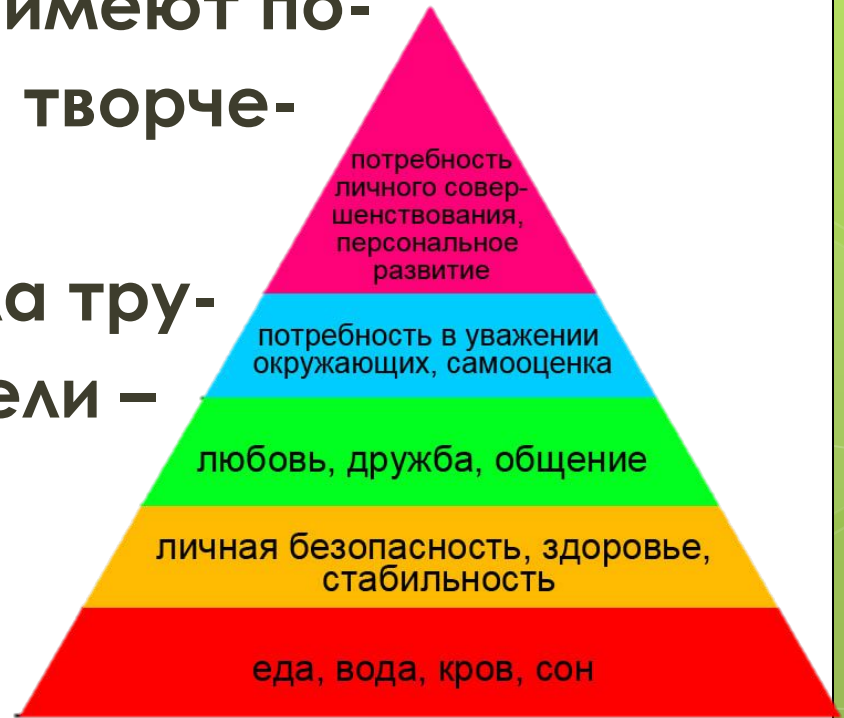 имеют по-
творче-
а тру-
ели –
потребность
личного совер-
шенствования,
персональное
развитие
потребность в уважении
окружающих, самооценка
любовь, дружба, общение
личная безопасность, здоровье,
стабильность
еда, вода, кров, сон